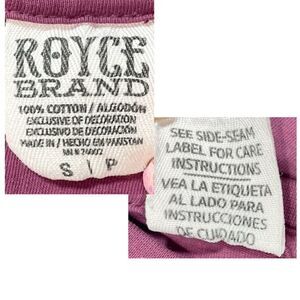 ROYCE
BRAND
100% COTTON / ALGODÓN
EXCLUSIVE OF DECORATION
EXCLUSIVO DE DECORACIÓN
MADE IN / HECHO EN PAKISTAN
S / P
SEE SIDE-SEAM
LABEL FOR CARE
INSTRUCTIONS
VEA LA ETIQUETA
AL LADO PARA
INSTRUCCIONES
DE CUIDADO